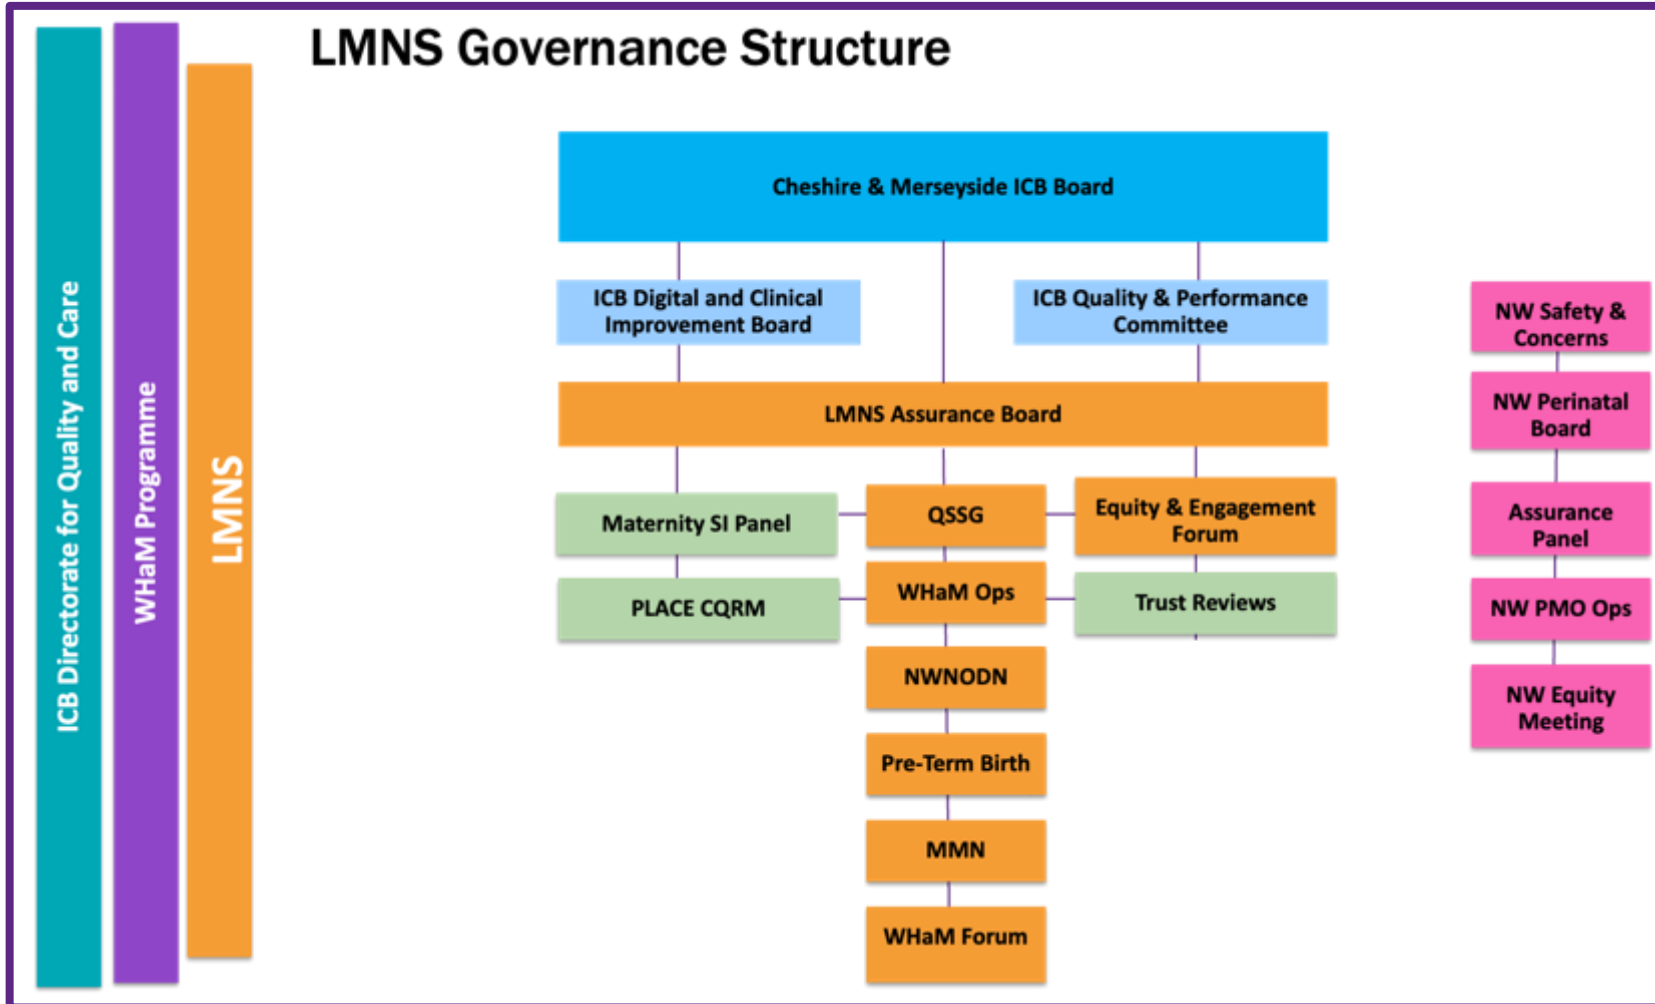 LMNS Governance Structure
ICB Directorate for Quality and Care
WHaM Programme
LMNS
Cheshire & Merseyside ICB Board
ICB Digital and Clinical
Improvement Board
ICB Quality & Performance
Committee
LMNS Assurance Board
Maternity SI Panel
QSSG
Equity & Engagement
Forum
PLACE CQRM
WHaM Ops
Trust Reviews
NWNODN
Pre-Term Birth
MMN
WHaM Forum
NW Safety &
Concerns
NW Perinatal
Board
Assurance
Panel
NW PMO Ops
NW Equity
Meeting